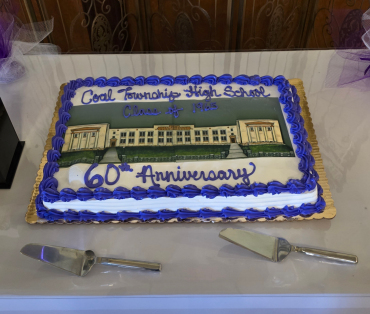 Coal Township High School
Class of
60th Anniversary